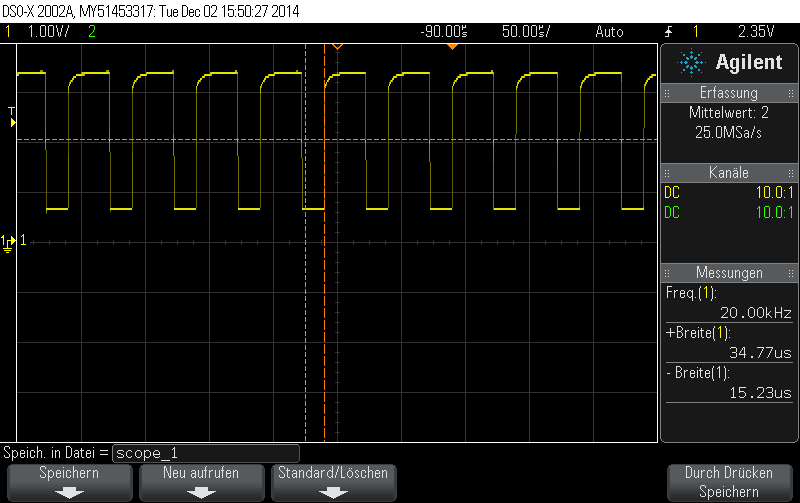 DSO-X 2002A, MY51453317: Tue Dec 02 15:50:27 2014
1 1.00V/ 2 -90.00us 50.00us/ Auto 1 2.35V
Agilent
Erfassung
Mittelwert: 2
25.0MSa/s
Kanäle
DC 10.0:1
DC 10.0:1
Messungen
Freq.(1):
20.00kHz
+Breite(1):
34.77us
- Breite(1):
15.23us
T
1 1
Speich. in Datei = scope_1
Speichern
Neu aufrufen
Standard/Löschen
Durch Drücken
Speichern